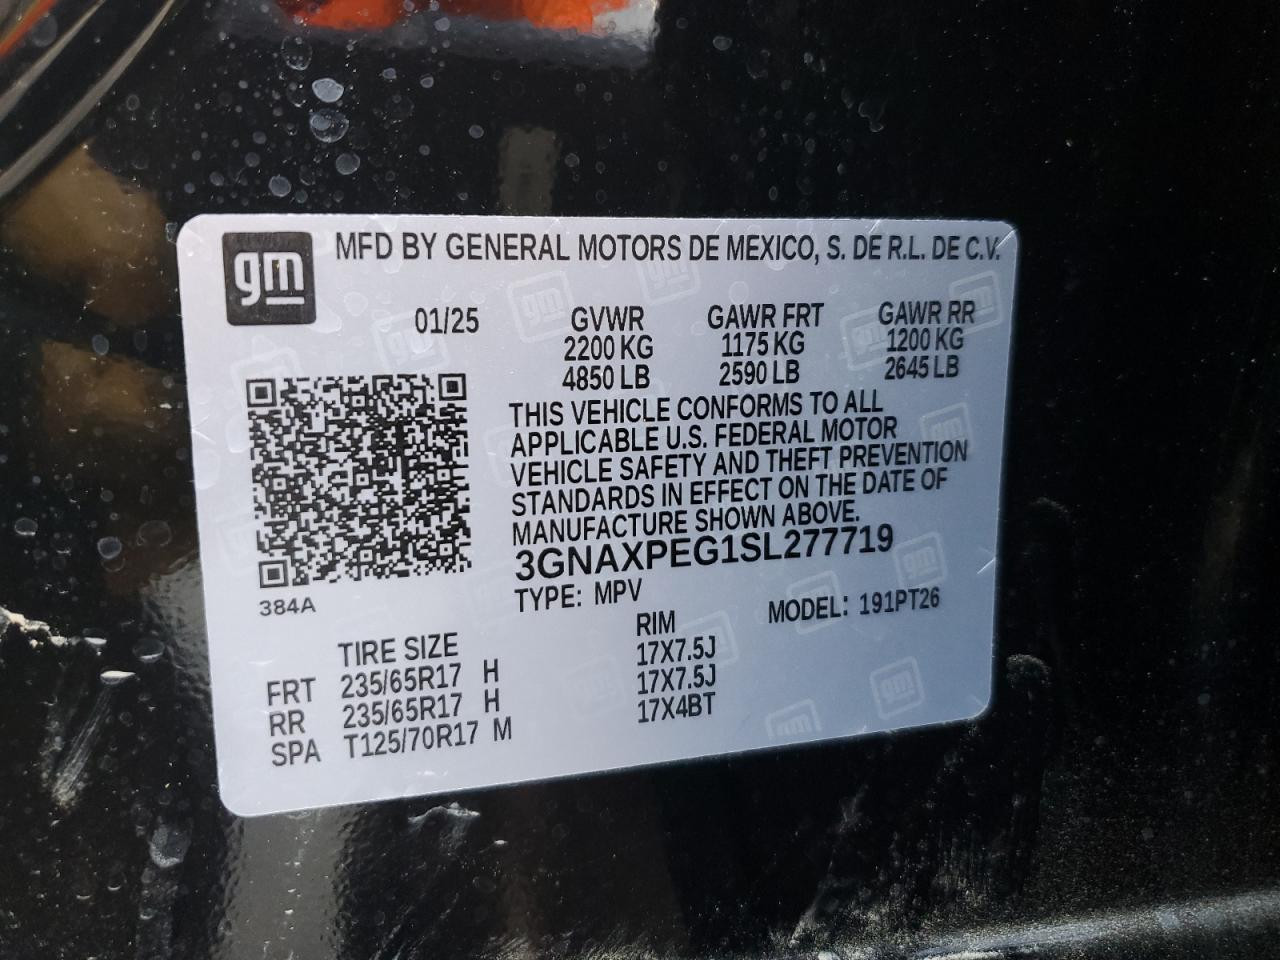 gm MFD BY GENERAL MOTORS DE MEXICO, S. DE R.L. DE C.V.
01/25 GVWR GAWR FRT GAWR RR
2200 KG 1175 KG 1200 KG
4850 LB 2590 LB 2645 LB
THIS VEHICLE CONFORMS TO ALL
APPLICABLE U.S. FEDERAL MOTOR
VEHICLE SAFETY AND THEFT PREVENTION
STANDARDS IN EFFECT ON THE DATE OF
MANUFACTURE SHOWN ABOVE.
3GNAXPEG1SL277719
384A TYPE: MPV MODEL: 191PT26
TIRE SIZE RIM
FRT 235/65R17 H 17X7.5J
RR 235/65R17 H 17X7.5J
SPA T125/70R17 M 17X4BT